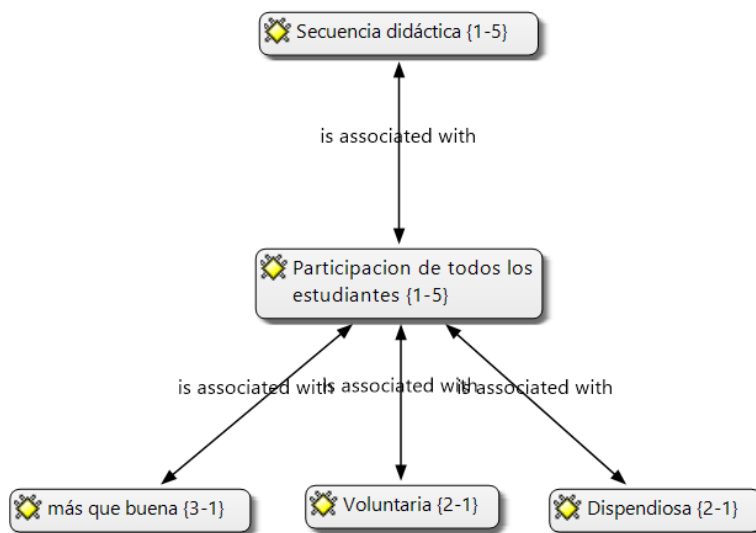 Secuencia didáctica {1-5}
is associated with
Participacion de todos los
estudiantes {1-5}
is associated with
is associated with
is associated with
más que buena {3-1}
Voluntaria {2-1}
Dispendiosa {2-1}